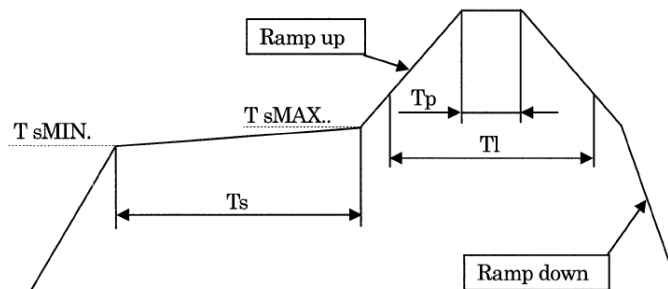 Ramp up
T sMAX..
T sMIN.
Tp
Tl
Ts
Ramp down